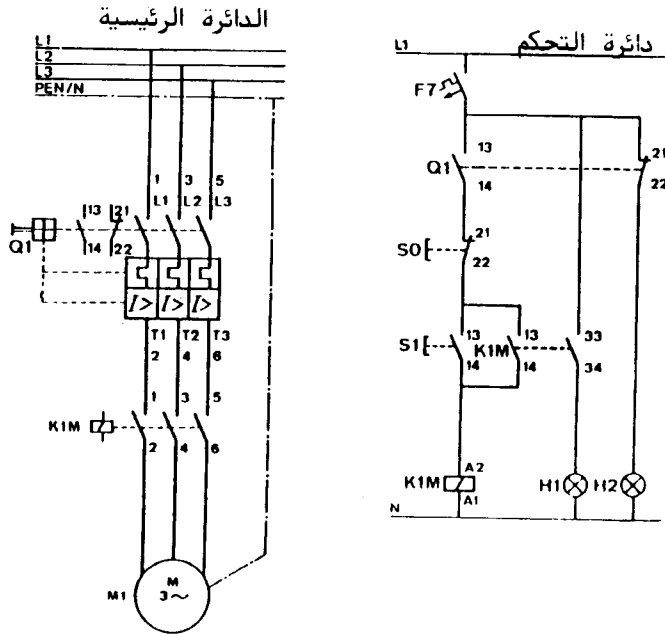 الدائرة الرئيسية
L1
L2
L3
PEN/N
1 3 5
13 21 L1 L2 L3
Q1
14 22
I> I> I>
T1 T2 T3
2 4 6
1 3 5
K1M
2 4 6
M
3~
M1
دائرة التحكم
L1
F7
13 21
Q1
14 22
21
S0
22
13 13 33
S1 K1M
14 14 34
A2
K1M H1 H2
A1
N